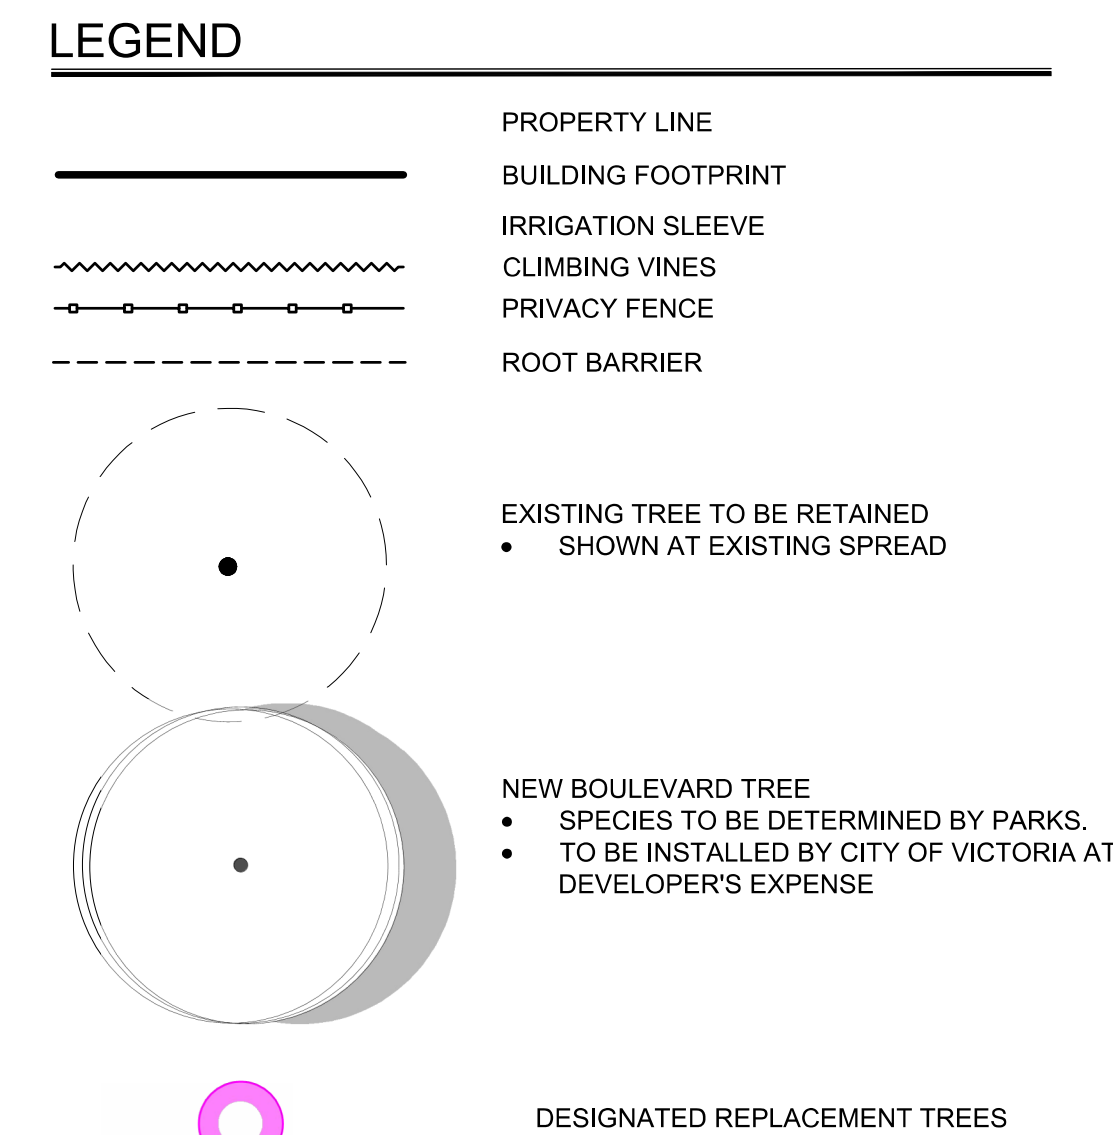 LEGEND
PROPERTY LINE
BUILDING FOOTPRINT
IRRIGATION SLEEVE
CLIMBING VINES
PRIVACY FENCE
ROOT BARRIER
EXISTING TREE TO BE RETAINED
• SHOWN AT EXISTING SPREAD
NEW BOULEVARD TREE
• SPECIES TO BE DETERMINED BY PARKS.
• TO BE INSTALLED BY CITY OF VICTORIA AT
DEVELOPER'S EXPENSE
DESIGNATED REPLACEMENT TREES